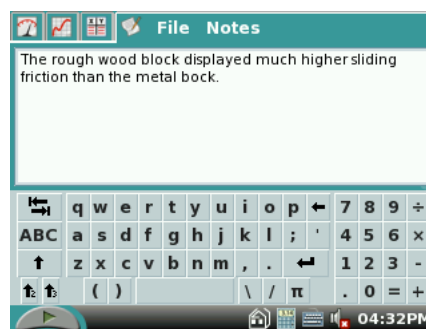 X Y
File Notes
The rough wood block displayed much higher sliding
friction than the metal bock.
q w e r t y u i o p 7 8 9 ÷
ABC a s d f g h j k l ; ' 4 5 6 ×
z x c v b n m , . 1 2 3 -
( ) \ / π . 0 = +
04:32PM